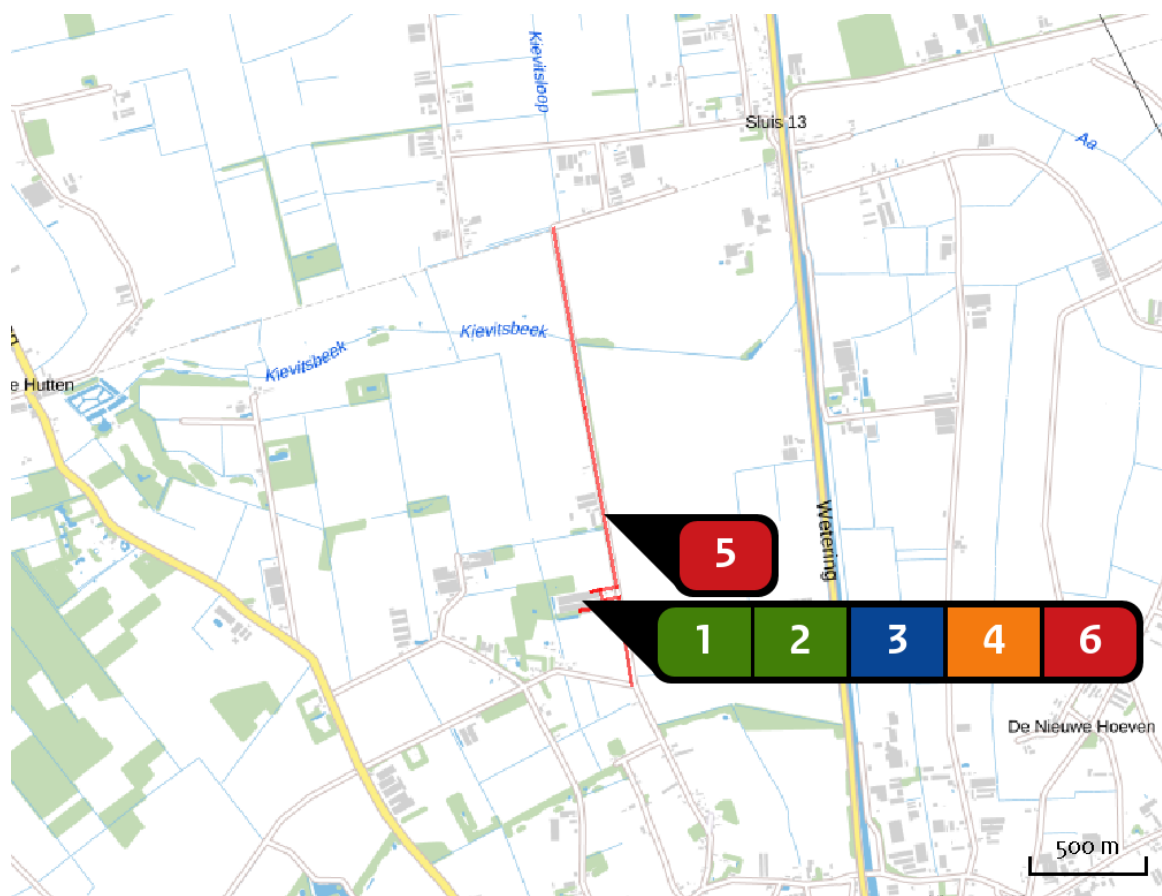 Kievitsloop
Sluis 13
Aa
Kievitsbeek
Kievitsbeek
e Hutten
Wetering
5
1 2 3 4 6
De Nieuwe Hoeven
500 m